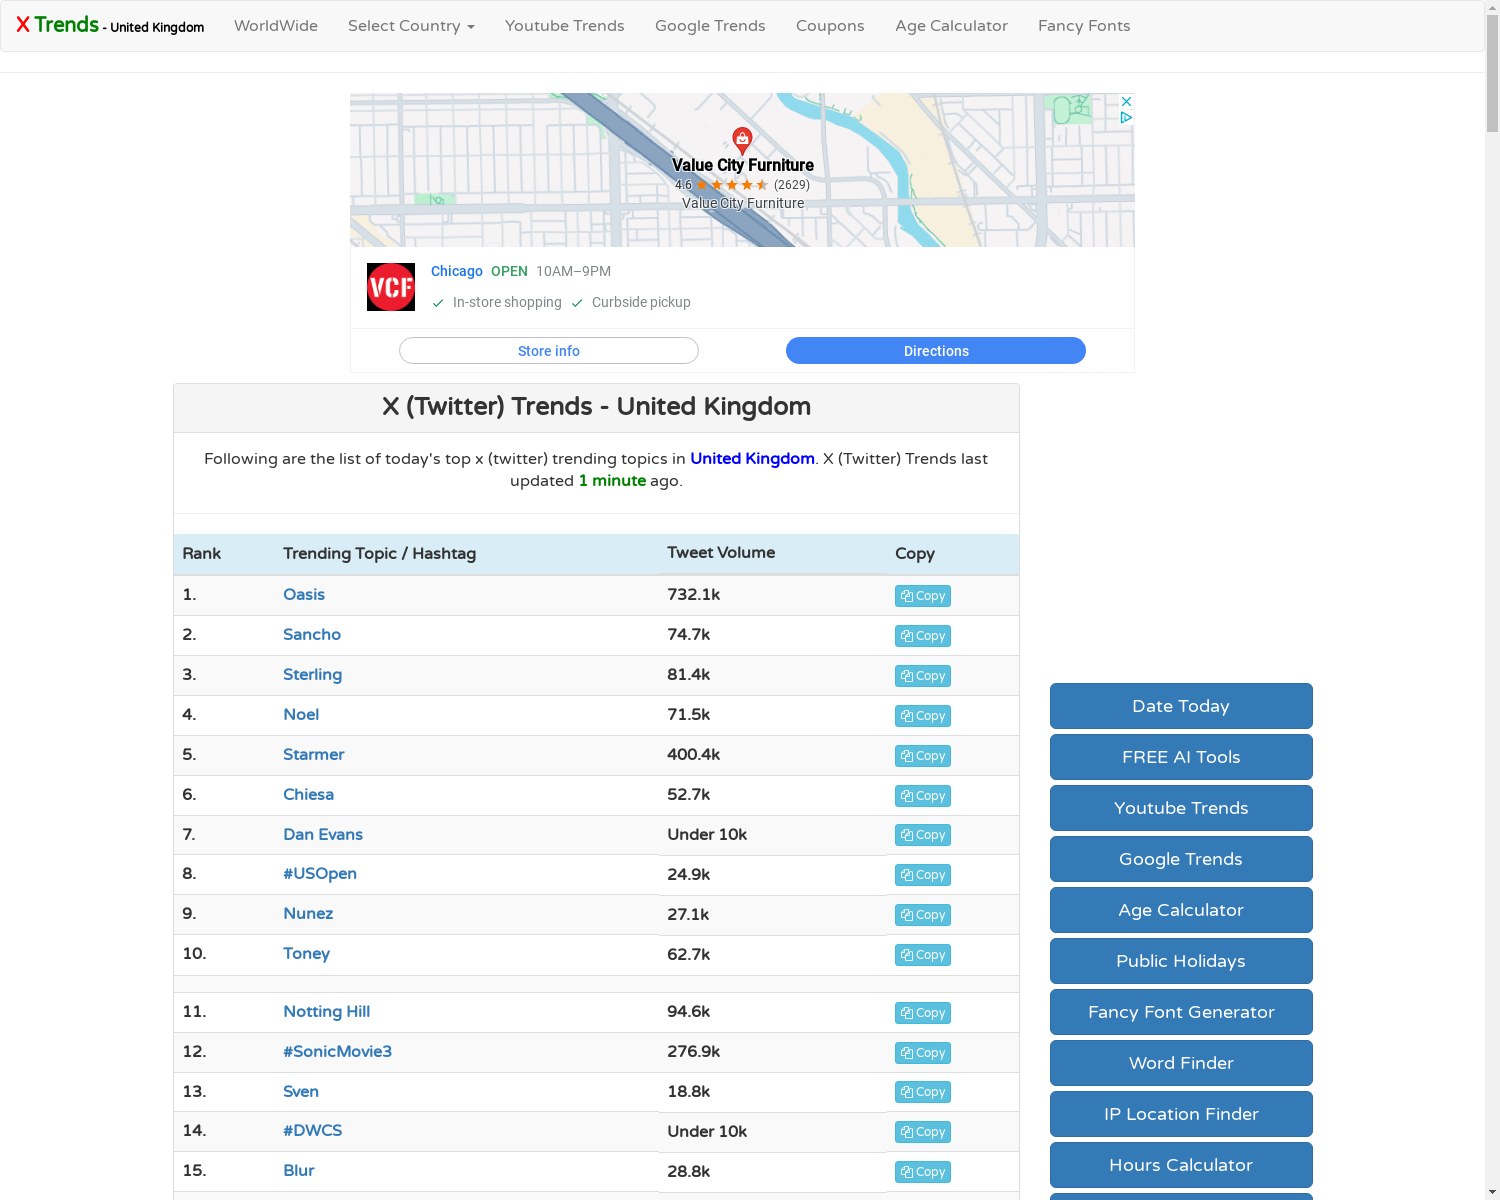 X Trends - United Kingdom WorldWide Select Country Youtube Trends Google Trends Coupons Age Calculator Fancy Fonts
Value City Furniture
4.6 (2629)
Value City Furniture
VCF
Chicago OPEN 10AM–9PM
In-store shopping Curbside pickup
Store info Directions
X (Twitter) Trends - United Kingdom
Following are the list of today's top x (twitter) trending topics in United Kingdom. X (Twitter) Trends last
updated 1 minute ago.
Rank Trending Topic / Hashtag Tweet Volume Copy
1. Oasis 732.1k Copy
2. Sancho 74.7k Copy
3. Sterling 81.4k Copy
4. Noel 71.5k Copy
5. Starmer 400.4k Copy
6. Chiesa 52.7k Copy
7. Dan Evans Under 10k Copy
8. #USOpen 24.9k Copy
9. Nunez 27.1k Copy
10. Toney 62.7k Copy
11. Notting Hill 94.6k Copy
12. #SonicMovie3 276.9k Copy
13. Sven 18.8k Copy
14. #DWCS Under 10k Copy
15. Blur 28.8k Copy
Date Today
FREE AI Tools
Youtube Trends
Google Trends
Age Calculator
Public Holidays
Fancy Font Generator
Word Finder
IP Location Finder
Hours Calculator